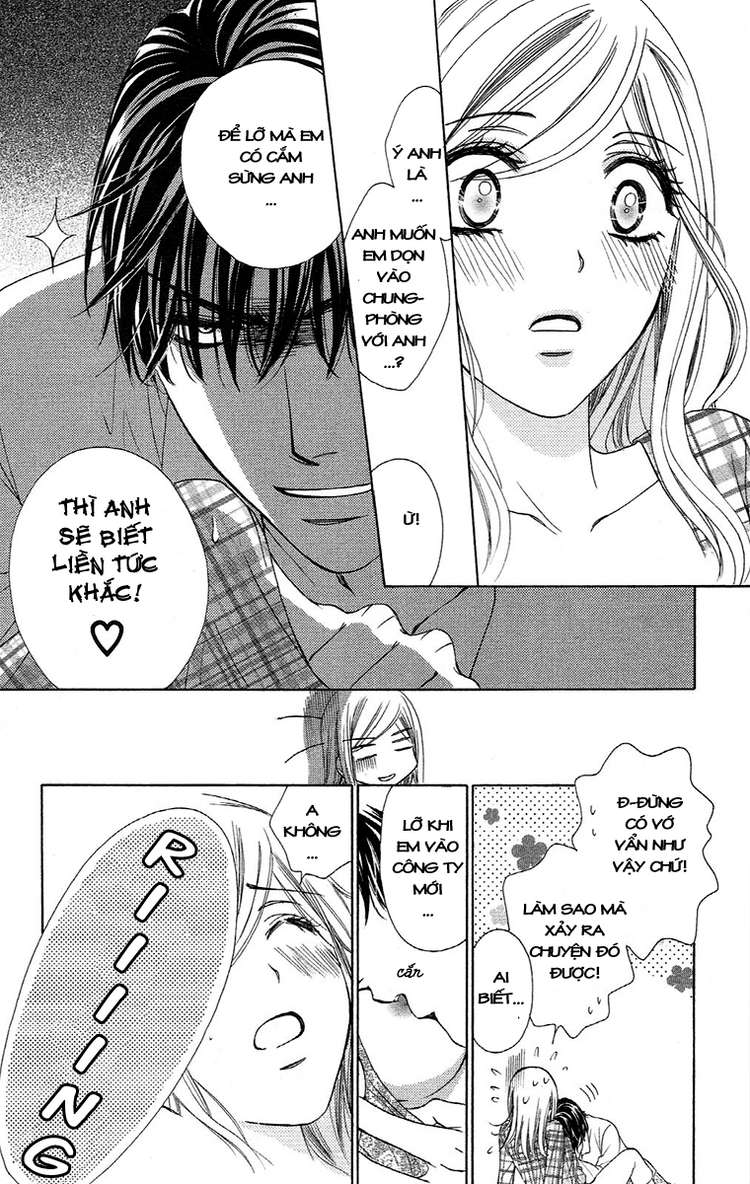 Ý ANH
LÀ
...
ANH MUỐN
EM DỌN
VÀO
CHUNG-
PHÒNG
VỚI ANH
...?
Ừ!
ĐỂ LỠ MÀ EM
CÓ CẮM
SỪNG ANH
...
THÌ ANH
SẼ BIẾT
LIỀN TỨC
KHẮC!
♡
Đ-ĐỪNG
CÓ VỚ
VẨN NHƯ
VẬY CHỨ!
LÀM SAO MÀ
XẢY RA
CHUYỆN ĐÓ
ĐƯỢC!
AI
BIẾT...
LỠ KHI
EM VÀO
CÔNG TY
MỚI
...
cắn
A
KHÔNG
...
RIIIING